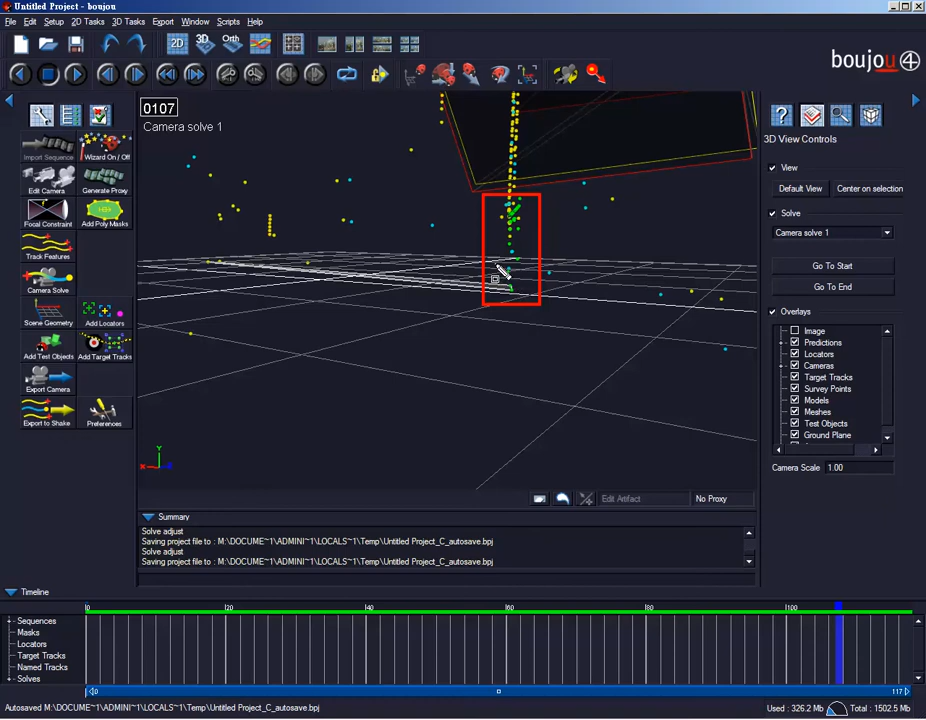 Untitled Project - boujou
File Edit Setup 2D Tasks 3D Tasks Export Window Scripts Help
2D 3D Orth
boujou 4
0107
Camera solve 1
Import Sequence Wizard On / Off
Edit Camera Generate Proxy
Focal Constraint Add Poly Masks
Track Features
Camera Solve
Scene Geometry Add Locators
Add Test Objects Add Target Tracks
Export Camera
Export to Shake Preferences
Y
X
3D View Controls
View
Default View Center on selection
Solve
Camera solve 1
Go To Start
Go To End
Overlays
Image
Predictions
Locators
Cameras
Target Tracks
Survey Points
Models
Meshes
Test Objects
Ground Plane
Camera Scale 1.00
Edit Artifact No Proxy
Summary
Solve adjust
Saving project file to : M:\DOCUME~1\ADMINI~1\LOCALS~1\Temp\Untitled Project_C_autosave.bpj
Solve adjust
Saving project file to : M:\DOCUME~1\ADMINI~1\LOCALS~1\Temp\Untitled Project_C_autosave.bpj
Timeline
0 20 40 60 80 100
Sequences
Masks
Locators
Target Tracks
Named Tracks
Solves
0 117
Autosaved M:\DOCUME~1\ADMINI~1\LOCALS~1\Temp\Untitled Project_C_autosave.bpj
Used : 326.2 Mb Total : 1502.5 Mb